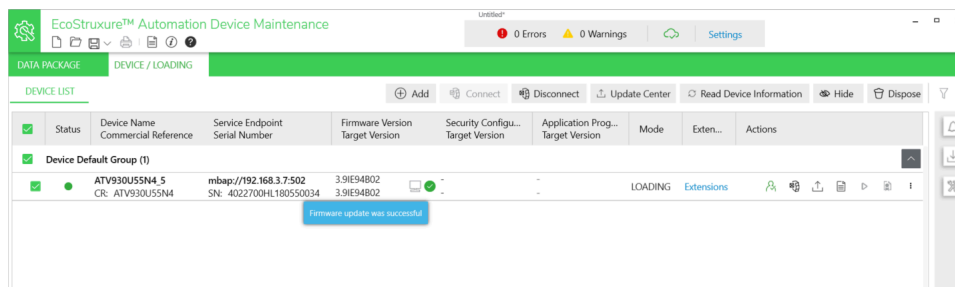 Untitled*
EcoStruxure™ Automation Device Maintenance
0 Errors 0 Warnings Settings
DATA PACKAGE DEVICE / LOADING
DEVICE LIST Add Connect Disconnect Update Center Read Device Information Hide Dispose
Status Device Name Service Endpoint Firmware Version Security Configu... Application Prog... Mode Exten... Actions
Commercial Reference Serial Number Target Version Target Version Target Version
Device Default Group (1)
ATV930U55N4_5 mbap://192.168.3.7:502 3.9IE94B02 - -
CR: ATV930U55N4 SN: 4022700HL180550034 3.9IE94B02 - - LOADING Extensions
Firmware update was successful